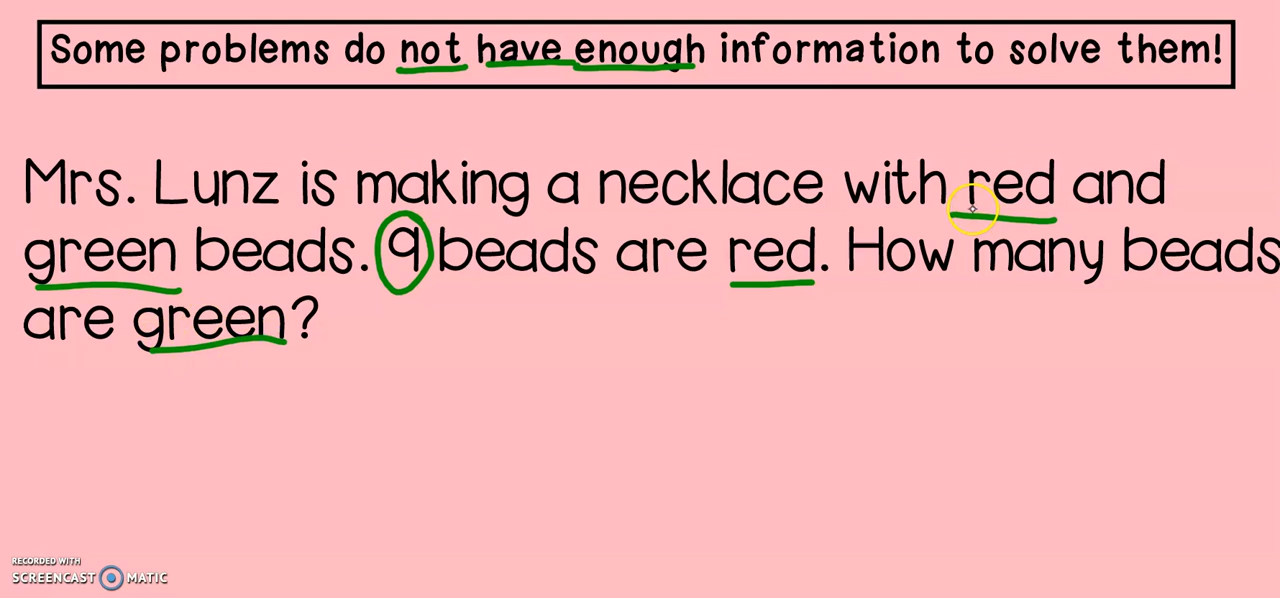 Some problems do not have enough information to solve them!
Mrs. Lunz is making a necklace with red and
green beads. 9 beads are red. How many beads
are green?
RECORDED WITH
SCREENCAST MATIC